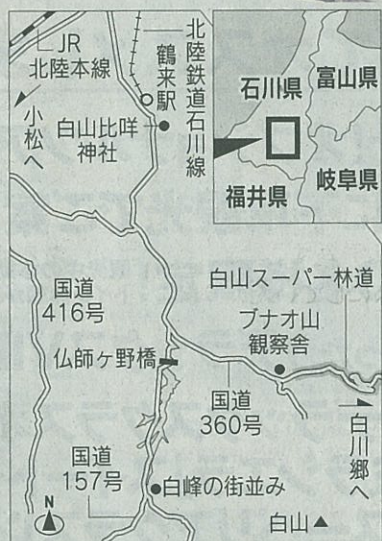 JR
北陸本線
小松へ
北陸鉄道石川線
鶴来駅
白山比咩
神社
石川県
富山県
福井県
岐阜県
国道
416号
白山スーパー林道
ブナオ山
観察舎
仏師ヶ野橋
国道
360号
白川郷へ
国道
157号
白峰の街並み
N
白山▲